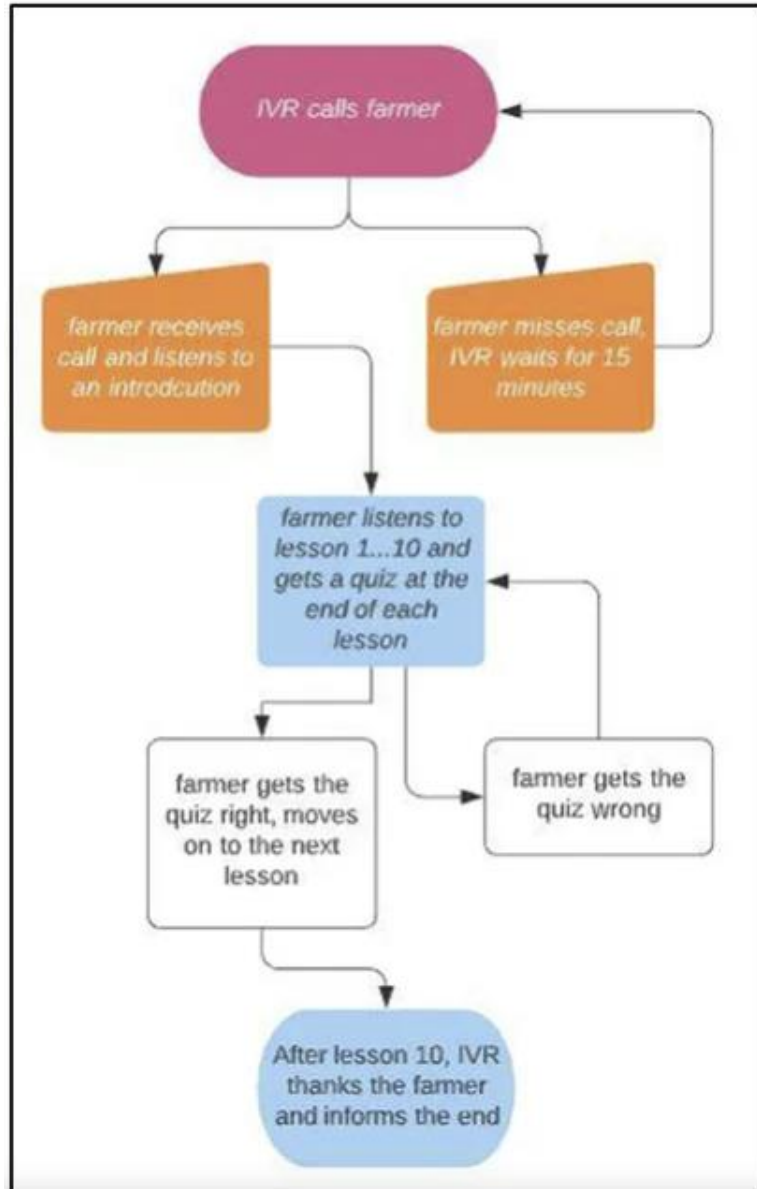 IVR calls farmer
farmer receives
call and listens to
an introdcution
farmer misses call,
IVR waits for 15
minutes
farmer listens to
lesson 1...10 and
gets a quiz at the
end of each
lesson
farmer gets the
quiz right, moves
on to the next
lesson
farmer gets the
quiz wrong
After lesson 10, IVR
thanks the farmer
and informs the end